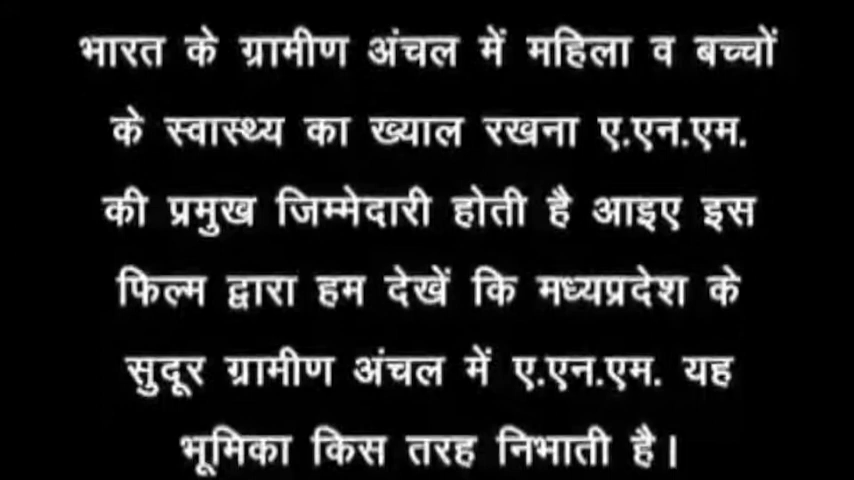 भारत के ग्रामीण अंचल में महिला व बच्चों
के स्वास्थ्य का ख्याल रखना ए.एन.एम.
की प्रमुख जिम्मेदारी होती है आइए इस
फिल्म द्वारा हम देखें कि मध्यप्रदेश के
सुदूर ग्रामीण अंचल में ए.एन.एम. यह
भूमिका किस तरह निभाती है।